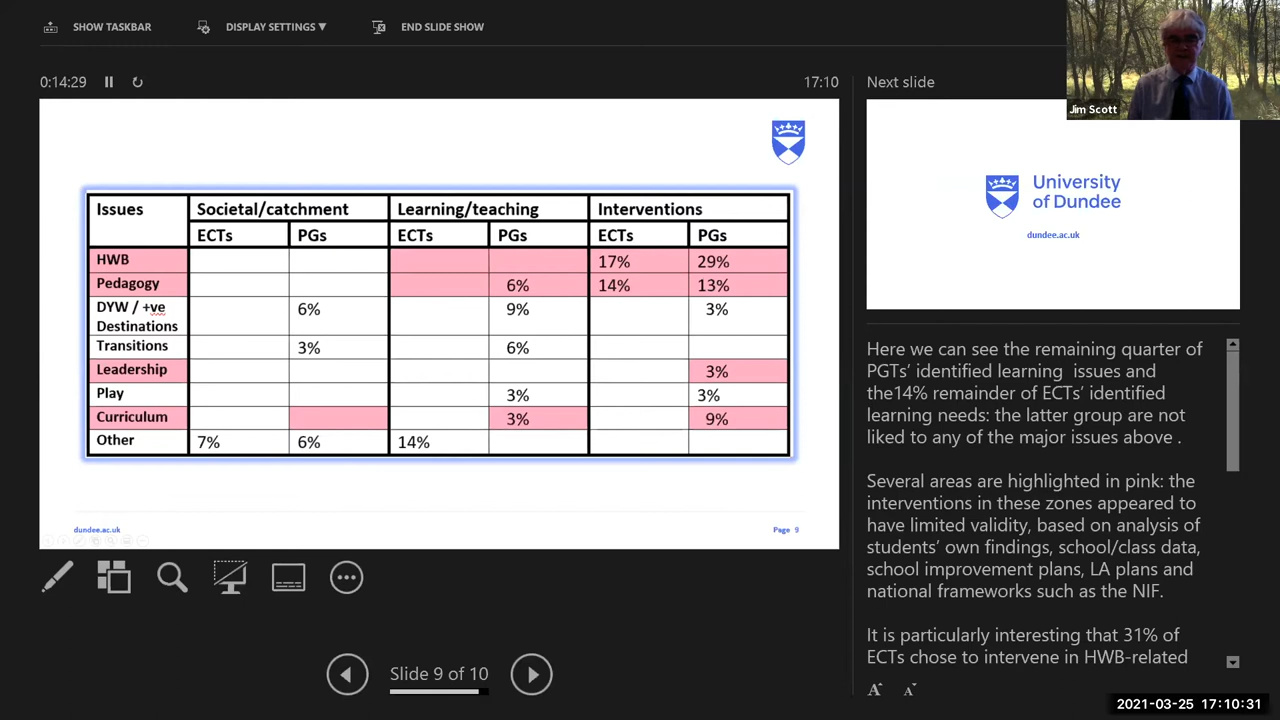 SHOW TASKBAR
DISPLAY SETTINGS ▼
END SLIDE SHOW
0:14:29
17:10
Next slide
Jim Scott
Issues Societal/catchment Learning/teaching Interventions
ECTs PGs ECTs PGs ECTs PGs
HWB 17% 29%
Pedagogy 6% 14% 13%
DYW / +ve
Destinations 6% 9% 3%
Transitions 3% 6%
Leadership 3%
Play 3% 3%
Curriculum 3% 9%
Other 7% 6% 14%
dundee.ac.uk
Page 9
University
of Dundee
dundee.ac.uk
Here we can see the remaining quarter of
PGTs’ identified learning issues and
the14% remainder of ECTs’ identified
learning needs: the latter group are not
liked to any of the major issues above .
Several areas are highlighted in pink: the
interventions in these zones appeared to
have limited validity, based on analysis of
students’ own findings, school/class data,
school improvement plans, LA plans and
national frameworks such as the NIF.
It is particularly interesting that 31% of
ECTs chose to intervene in HWB-related
Slide 9 of 10
A A
2021-03-25 17:10:31